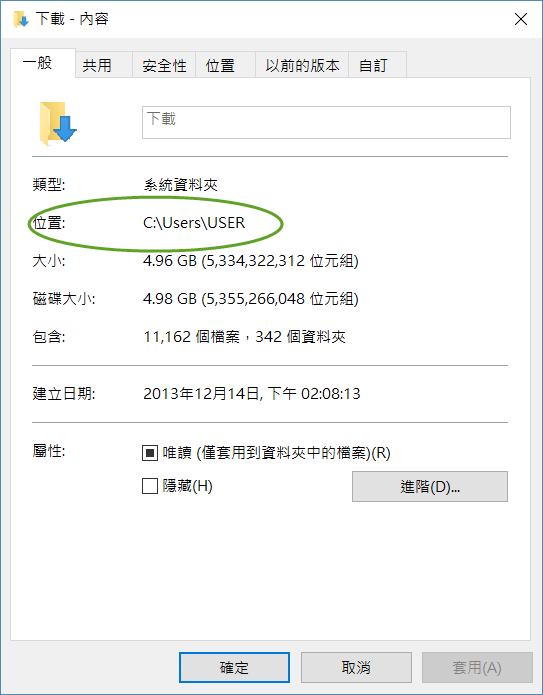 下載 - 內容
一般 共用 安全性 位置 以前的版本 自訂
下載
類型: 系統資料夾
位置: C:\Users\USER
大小: 4.96 GB (5,334,322,312 位元組)
磁碟大小: 4.98 GB (5,355,266,048 位元組)
包含: 11,162 個檔案，342 個資料夾
建立日期: 2013年12月14日, 下午 02:08:13
屬性: 唯讀 (僅套用到資料夾中的檔案)(R)
隱藏(H) 進階(D)...
確定 取消 套用(A)